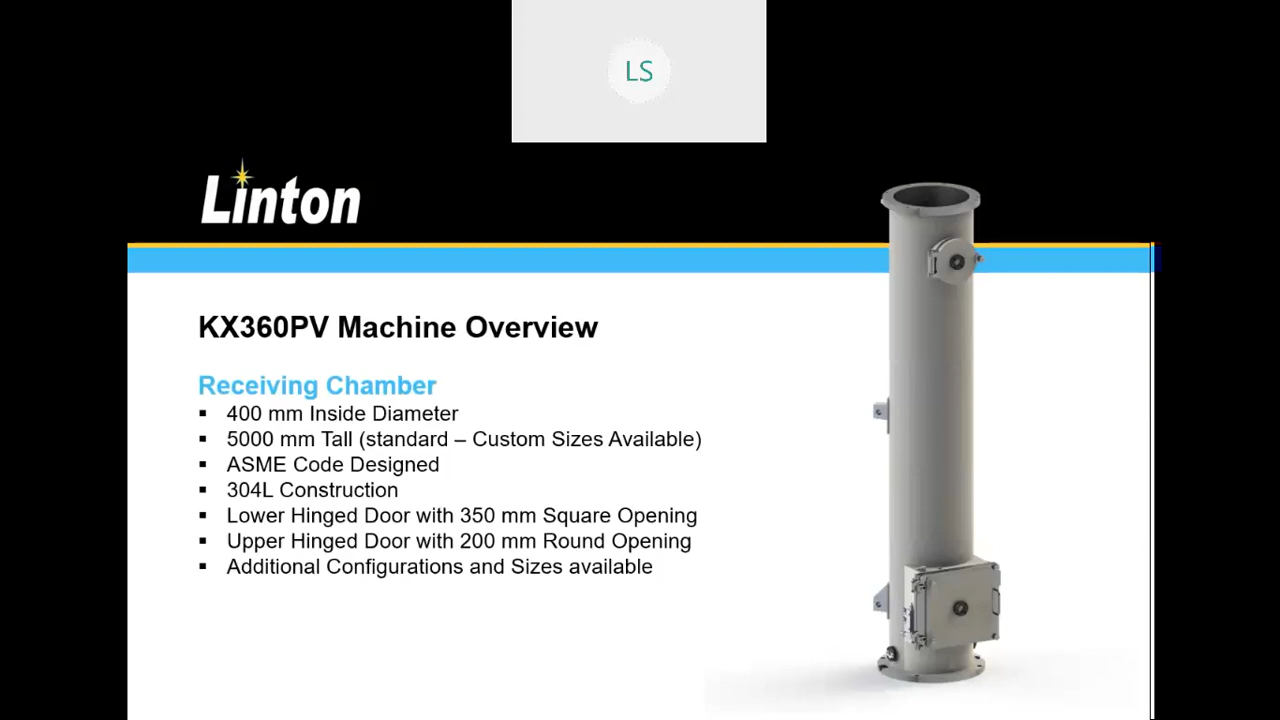 LS
Linton
KX360PV Machine Overview
Receiving Chamber
▪ 400 mm Inside Diameter
▪ 5000 mm Tall (standard – Custom Sizes Available)
▪ ASME Code Designed
▪ 304L Construction
▪ Lower Hinged Door with 350 mm Square Opening
▪ Upper Hinged Door with 200 mm Round Opening
▪ Additional Configurations and Sizes available